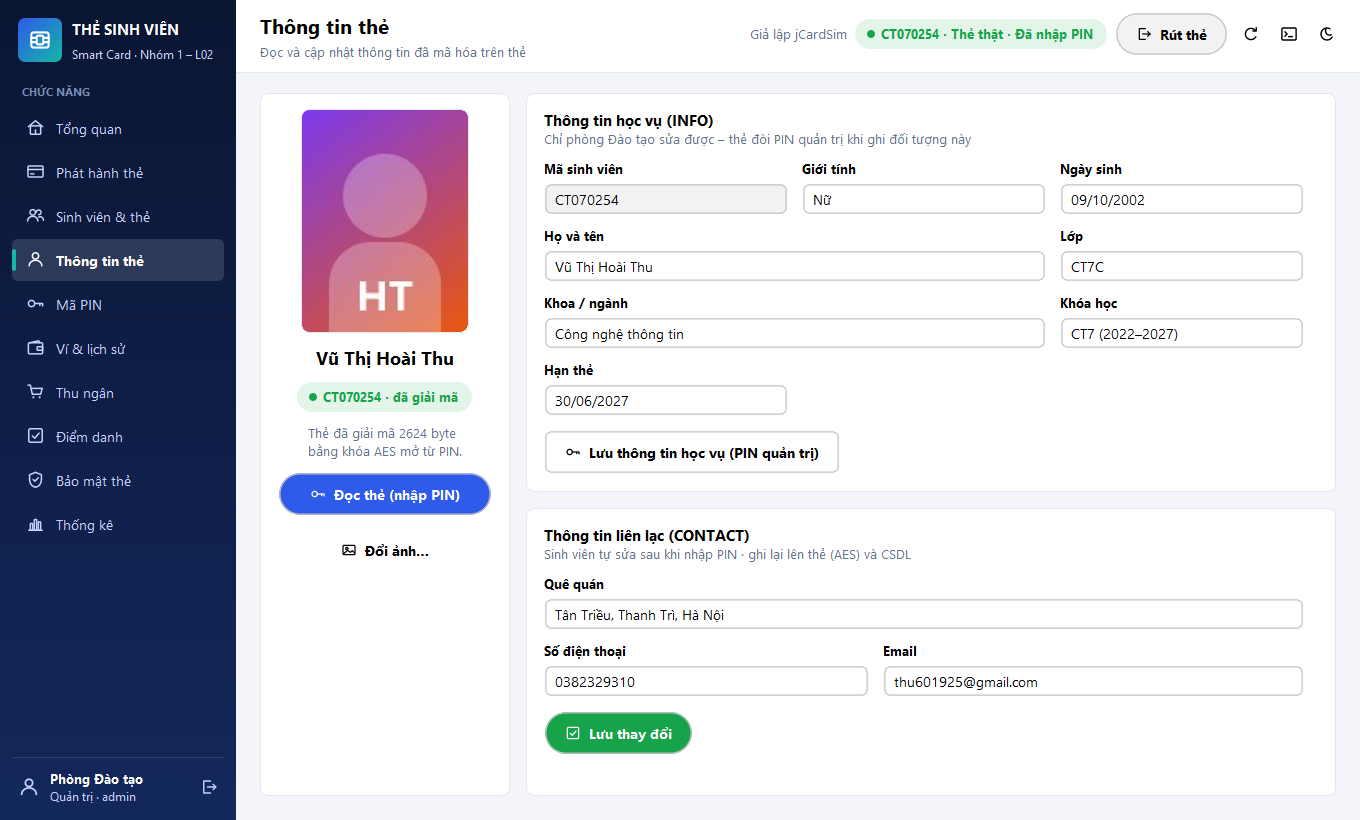 THẺ SINH VIÊN
Smart Card · Nhóm 1 – L02
CHỨC NĂNG
Tổng quan
Phát hành thẻ
Sinh viên & thẻ
Thông tin thẻ
Mã PIN
Ví & lịch sử
Thu ngân
Điểm danh
Bảo mật thẻ
Thống kê
Phòng Đào tạo
Quản trị · admin
Thông tin thẻ
Đọc và cập nhật thông tin đã mã hóa trên thẻ
Giả lập jCardSim
CT070254 · Thẻ thật · Đã nhập PIN
Rút thẻ
HT
Vũ Thị Hoài Thu
CT070254 · đã giải mã
Thẻ đã giải mã 2624 byte
bằng khóa AES mở từ PIN.
Đọc thẻ (nhập PIN)
Đổi ảnh...
Thông tin học vụ (INFO)
Chỉ phòng Đào tạo sửa được – thẻ đòi PIN quản trị khi ghi đối tượng này
Mã sinh viên
Giới tính
Ngày sinh
CT070254
Nữ
09/10/2002
Họ và tên
Lớp
Vũ Thị Hoài Thu
CT7C
Khoa / ngành
Khóa học
Công nghệ thông tin
CT7 (2022–2027)
Hạn thẻ
30/06/2027
Lưu thông tin học vụ (PIN quản trị)
Thông tin liên lạc (CONTACT)
Sinh viên tự sửa sau khi nhập PIN · ghi lại lên thẻ (AES) và CSDL
Quê quán
Tân Triều, Thanh Trì, Hà Nội
Số điện thoại
Email
0382329310
thu601925@gmail.com
Lưu thay đổi